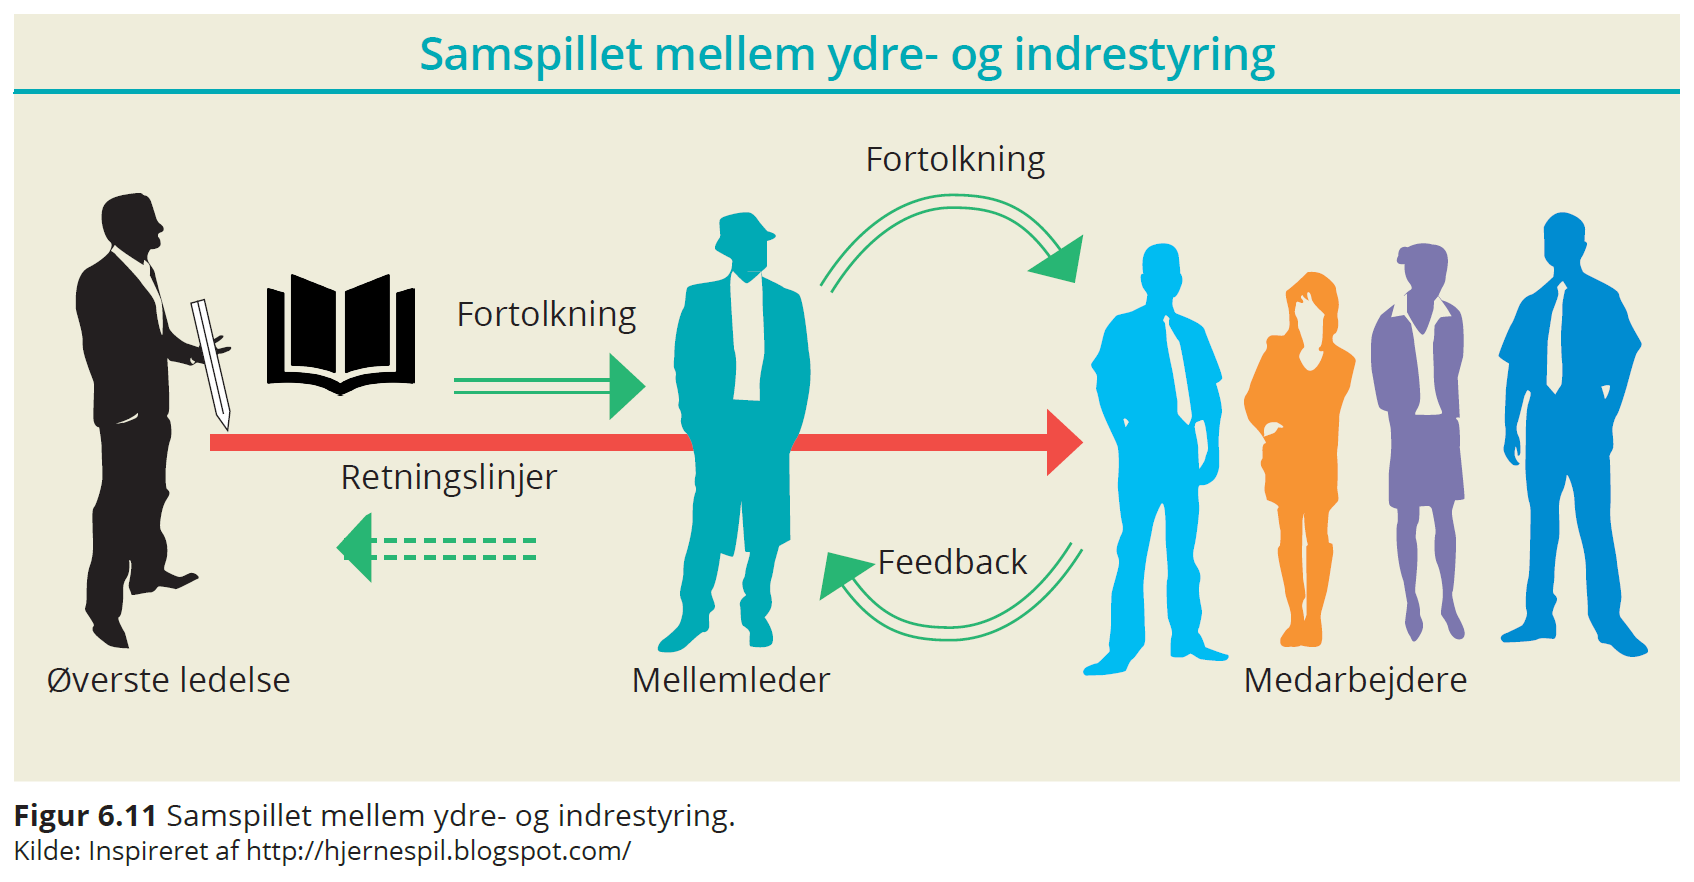 Samspillet mellem ydre- og indrestyring
Fortolkning
Fortolkning
Retningslinjer
Feedback
Øverste ledelse
Mellemleder
Medarbejdere
Figur 6.11 Samspillet mellem ydre- og indrestyring.
Kilde: Inspireret af http://hjernespil.blogspot.com/